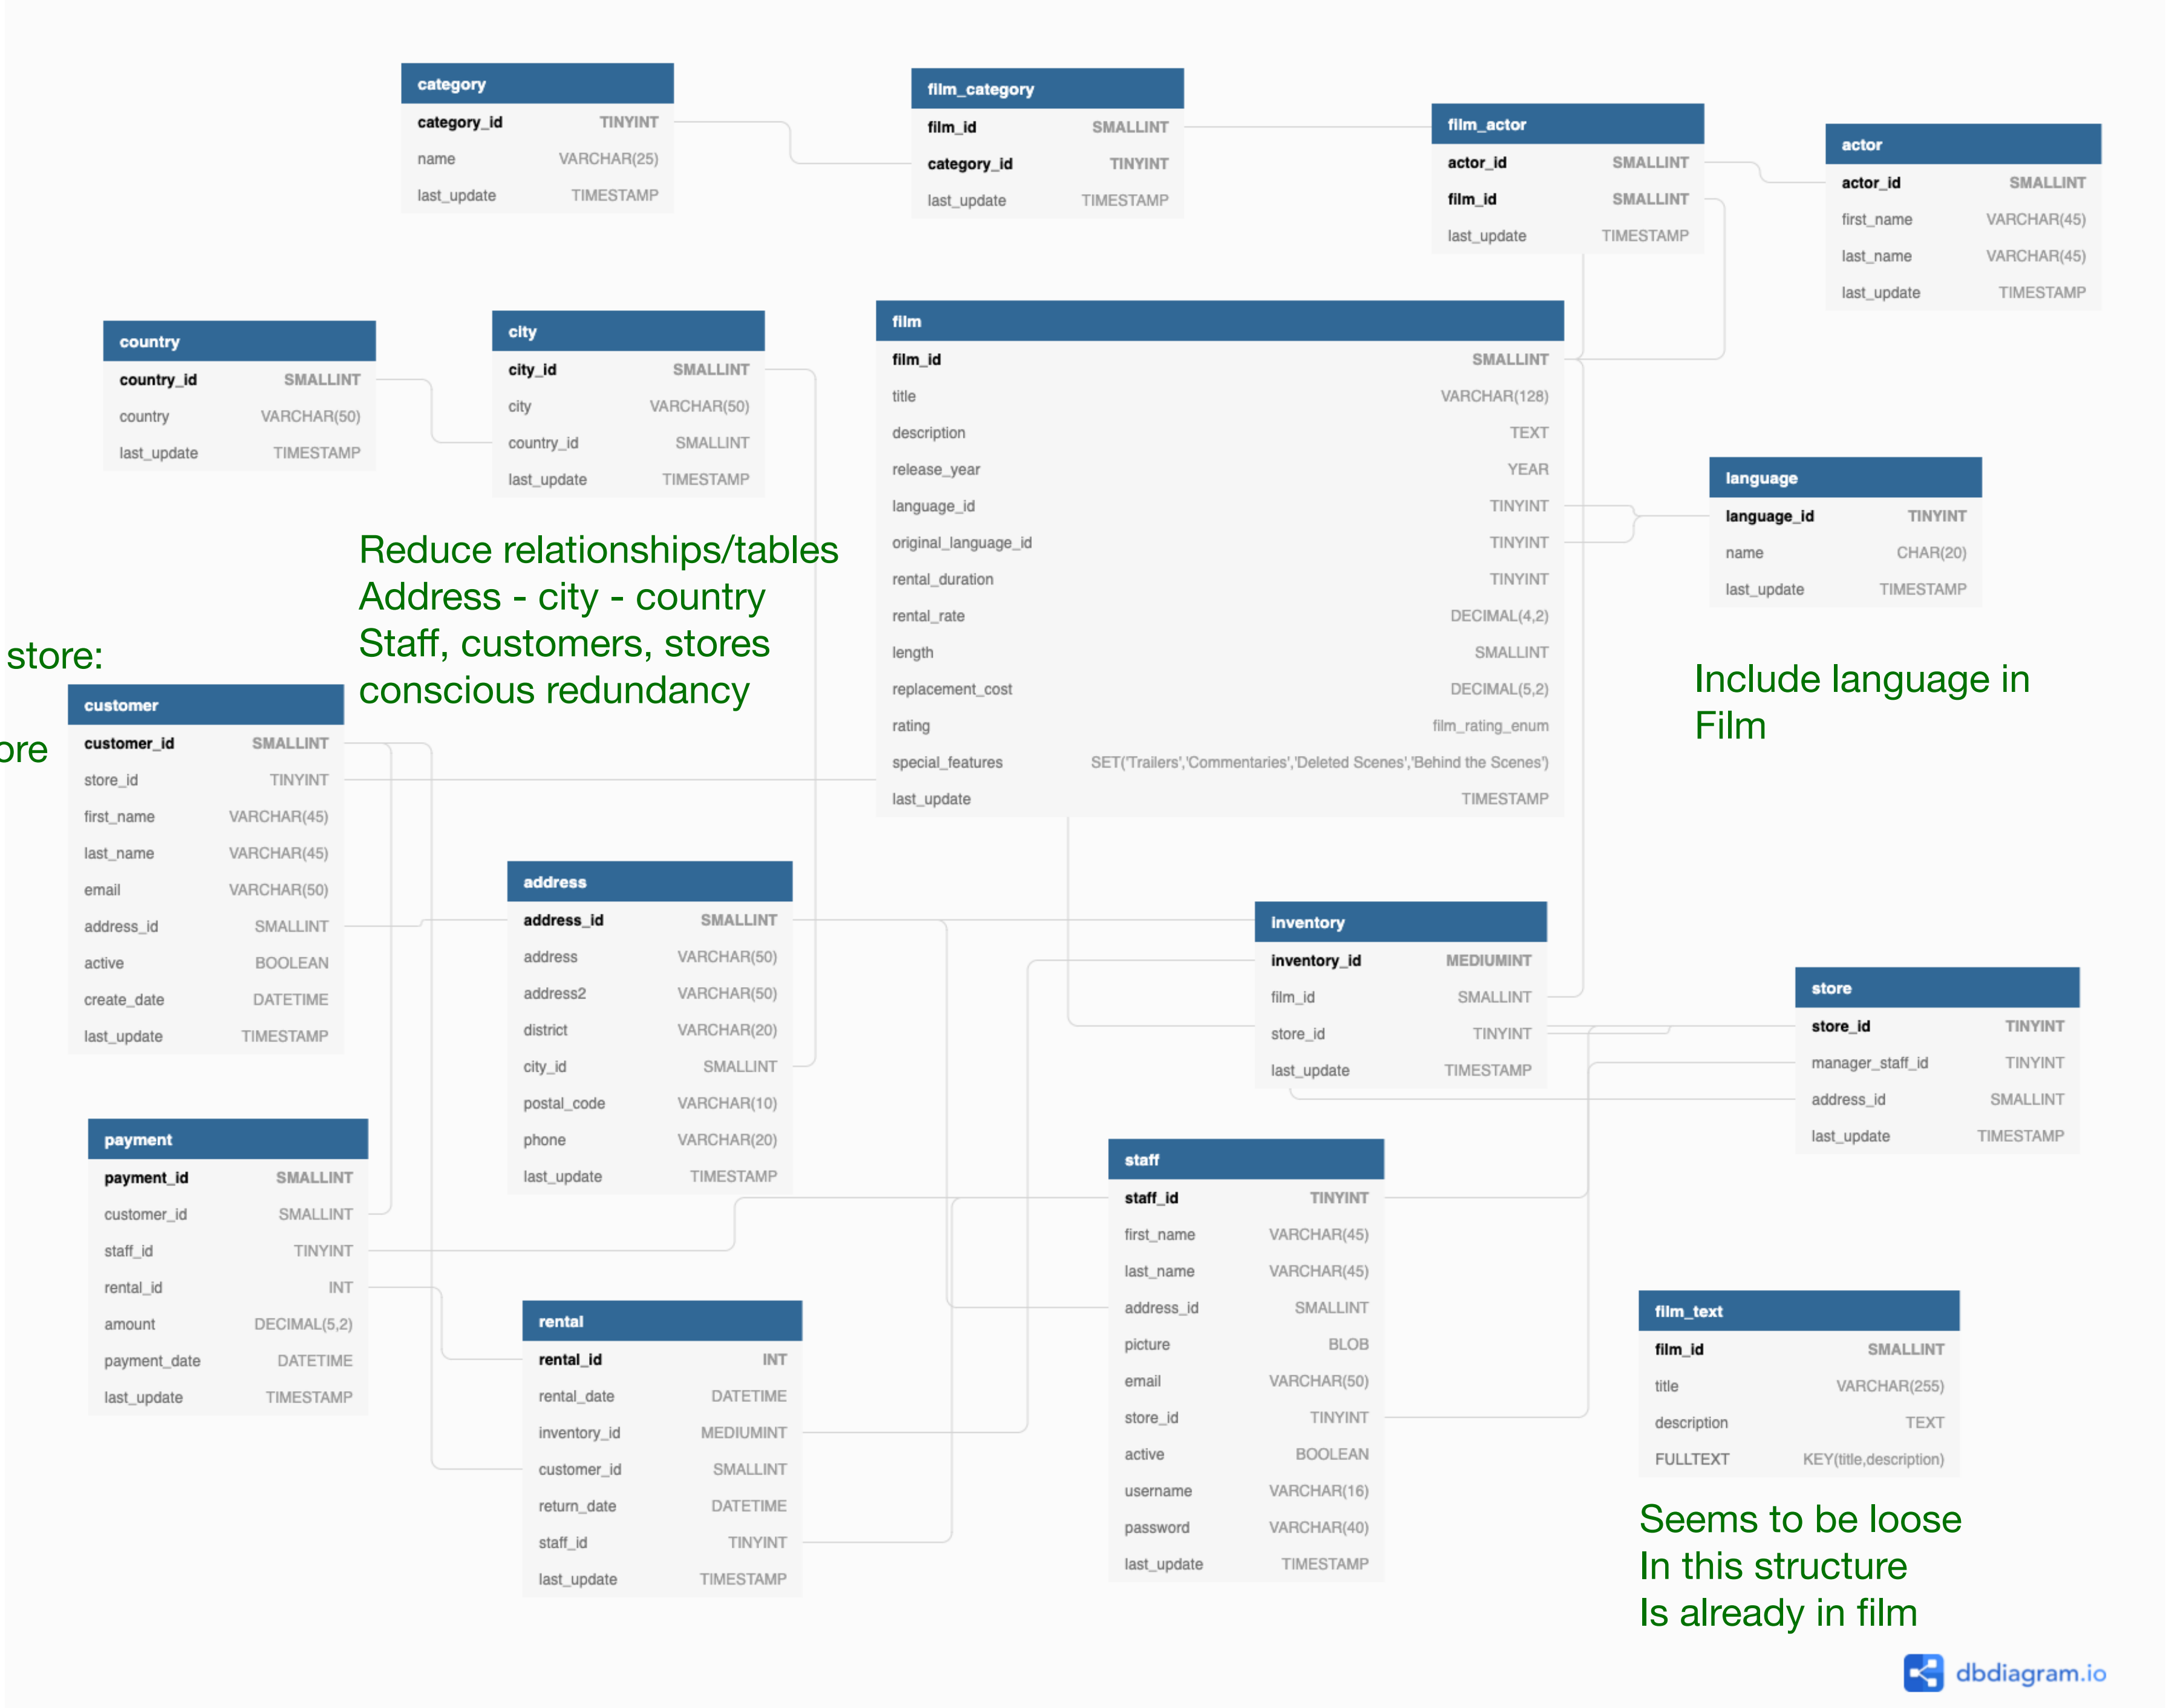 category
category_id TINYINT
name VARCHAR(25)
last_update TIMESTAMP
film_category
film_id SMALLINT
category_id TINYINT
last_update TIMESTAMP
film_actor
actor_id SMALLINT
film_id SMALLINT
last_update TIMESTAMP
actor
actor_id SMALLINT
first_name VARCHAR(45)
last_name VARCHAR(45)
last_update TIMESTAMP
country
country_id SMALLINT
country VARCHAR(50)
last_update TIMESTAMP
city
city_id SMALLINT
city VARCHAR(50)
country_id SMALLINT
last_update TIMESTAMP
film
film_id SMALLINT
title VARCHAR(128)
description TEXT
release_year YEAR
language_id TINYINT
original_language_id TINYINT
rental_duration TINYINT
rental_rate DECIMAL(4,2)
length SMALLINT
replacement_cost DECIMAL(5,2)
rating film_rating_enum
special_features SET('Trailers','Commentaries','Deleted Scenes','Behind the Scenes')
last_update TIMESTAMP
language
language_id TINYINT
name CHAR(20)
last_update TIMESTAMP
Reduce relationships/tables
Address - city - country
Staff, customers, stores
conscious redundancy
Include language in
Film
store:
ore
customer
customer_id SMALLINT
store_id TINYINT
first_name VARCHAR(45)
last_name VARCHAR(45)
email VARCHAR(50)
address_id SMALLINT
active BOOLEAN
create_date DATETIME
last_update TIMESTAMP
address
address_id SMALLINT
address VARCHAR(50)
address2 VARCHAR(50)
district VARCHAR(20)
city_id SMALLINT
postal_code VARCHAR(10)
phone VARCHAR(20)
last_update TIMESTAMP
inventory
inventory_id MEDIUMINT
film_id SMALLINT
store_id TINYINT
last_update TIMESTAMP
store
store_id TINYINT
manager_staff_id TINYINT
address_id SMALLINT
last_update TIMESTAMP
payment
payment_id SMALLINT
customer_id SMALLINT
staff_id TINYINT
rental_id INT
amount DECIMAL(5,2)
payment_date DATETIME
last_update TIMESTAMP
rental
rental_id INT
rental_date DATETIME
inventory_id MEDIUMINT
customer_id SMALLINT
return_date DATETIME
staff_id TINYINT
last_update TIMESTAMP
staff
staff_id TINYINT
first_name VARCHAR(45)
last_name VARCHAR(45)
address_id SMALLINT
picture BLOB
email VARCHAR(50)
store_id TINYINT
active BOOLEAN
username VARCHAR(16)
password VARCHAR(40)
last_update TIMESTAMP
film_text
film_id SMALLINT
title VARCHAR(255)
description TEXT
FULLTEXT KEY(title,description)
Seems to be loose
In this structure
Is already in film
dbdiagram.io